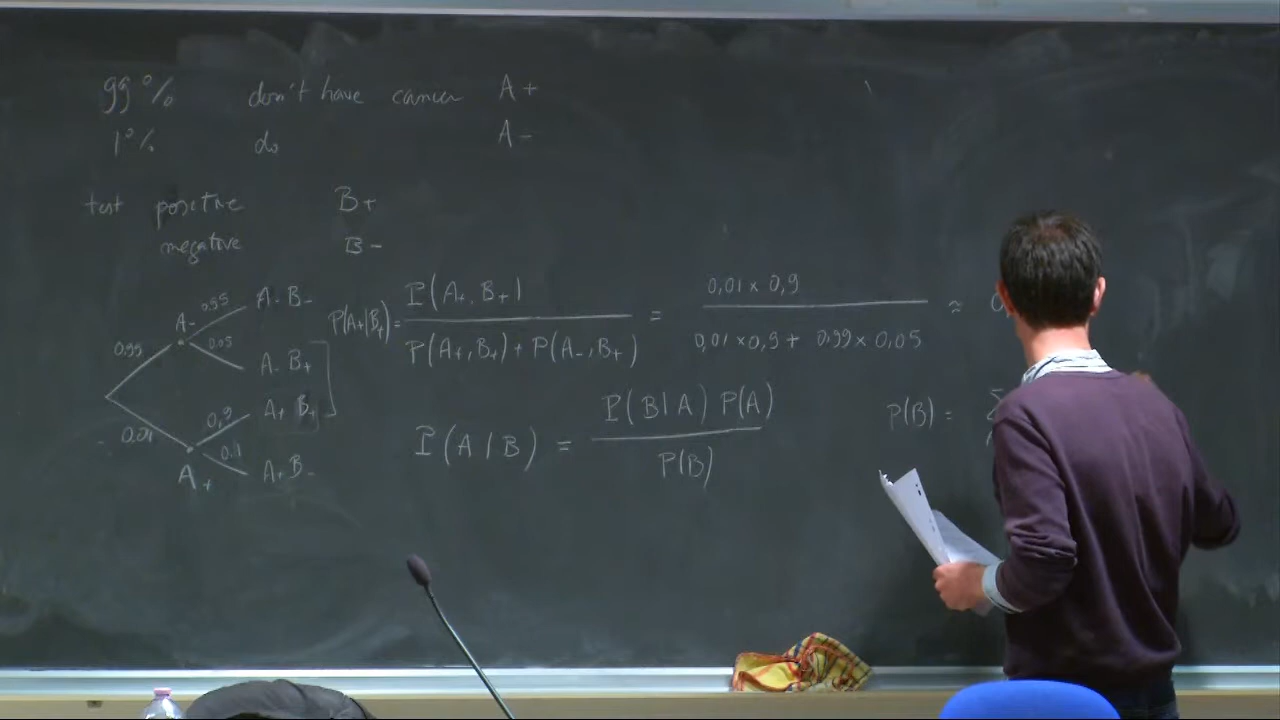 99% don't have cancer A+
1% do A-
test positive B+
negative B-
0.95 A- B-
A-
0.99 0.05 A- B+
0.01 0,9 A+ B+
A+ 0.1 A+ B-
P(A+|B+) = P(A+, B+) / P(A+, B+) + P(A-, B+) = 0,01 × 0,9 / 0,01 × 0,9 + 0,99 × 0,05 ≈
P(A|B) = P(B|A) P(A) / P(B)
P(B) = Σ